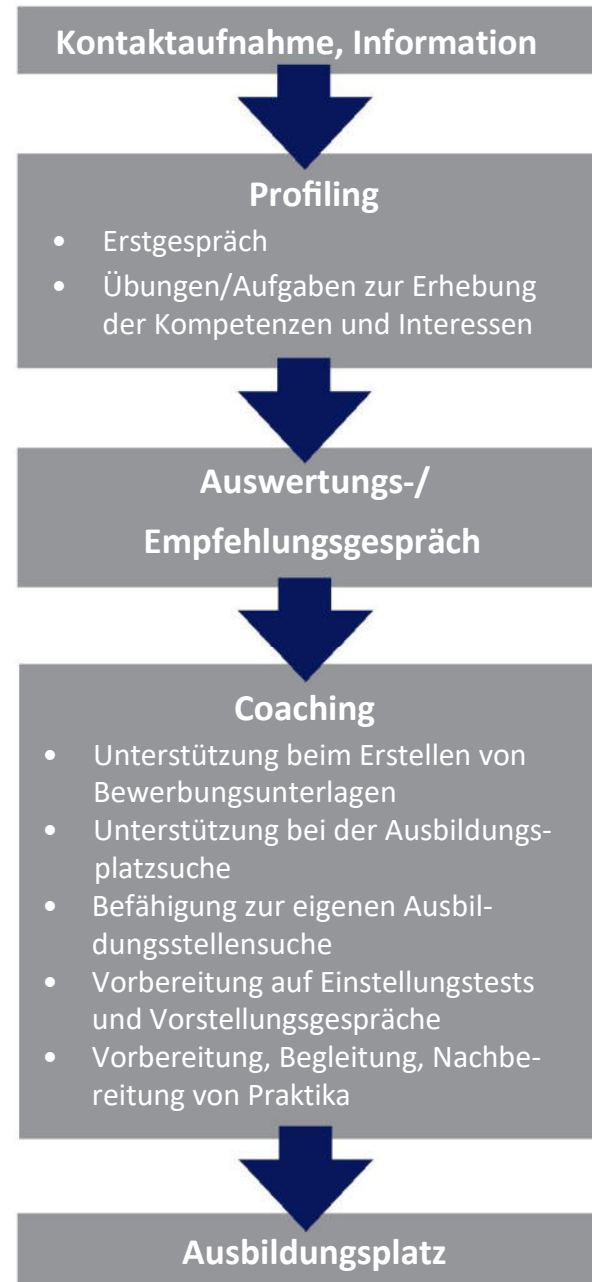 Kontaktaufnahme, Information
Profiling
• Erstgespräch
• Übungen/Aufgaben zur Erhebung
der Kompetenzen und Interessen
Auswertungs-/
Empfehlungsgespräch
Coaching
• Unterstützung beim Erstellen von
Bewerbungsunterlagen
• Unterstützung bei der Ausbildungs-
platzsuche
• Befähigung zur eigenen Ausbil-
dungsstellensuche
• Vorbereitung auf Einstellungstests
und Vorstellungsgespräche
• Vorbereitung, Begleitung, Nachbe-
reitung von Praktika
Ausbildungsplatz